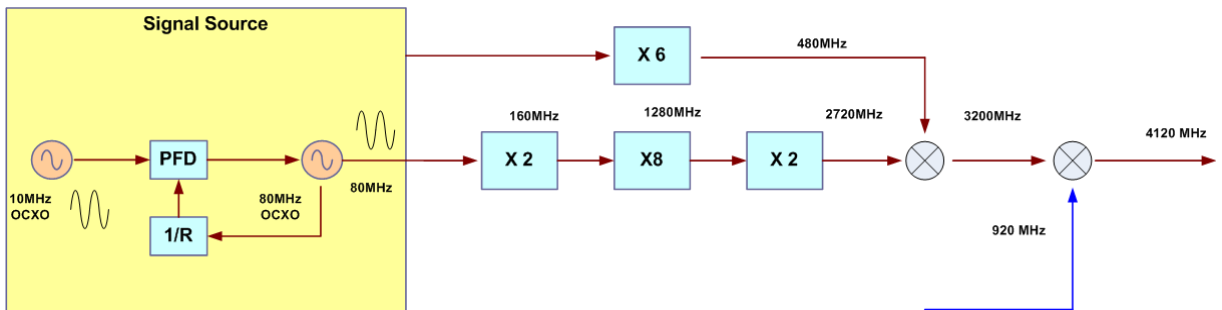 Signal Source
X 6
480MHz
160MHz
1280MHz
2720MHz
3200MHz
4120 MHz
PFD
X 2
X8
X 2
10MHz
OCXO
80MHz
OCXO
80MHz
1/R
920 MHz